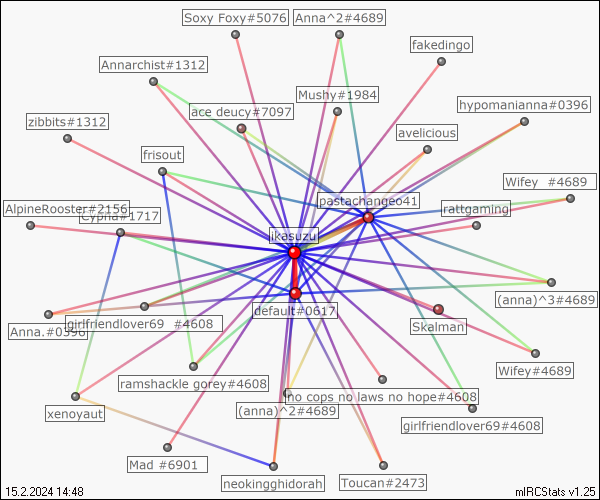 Soxy Foxy#5076
Anna^2#4689
fakedingo
Annarchist#1312
Mushy#1984
hypomanianna#0396
ace deucy#7097
zibbits#1312
avelicious
frisout
Wifey #4689
pastachangeo41
AlpineRooster#2156
#1717
rattgaming
ikasuzu
(anna)^3#4689
default#0617
Anna.#0396
girlfriendlover69 #4608
Skalman
Wifey#4689
ramshackle gorey#4608
no cops no laws no hope#4608
xenoyaut
(anna)^2#4689
girlfriendlover69#4608
Mad #6901
neokingghidorah
Toucan#2473
15.2.2024 14:48
mIRCStats v1.25